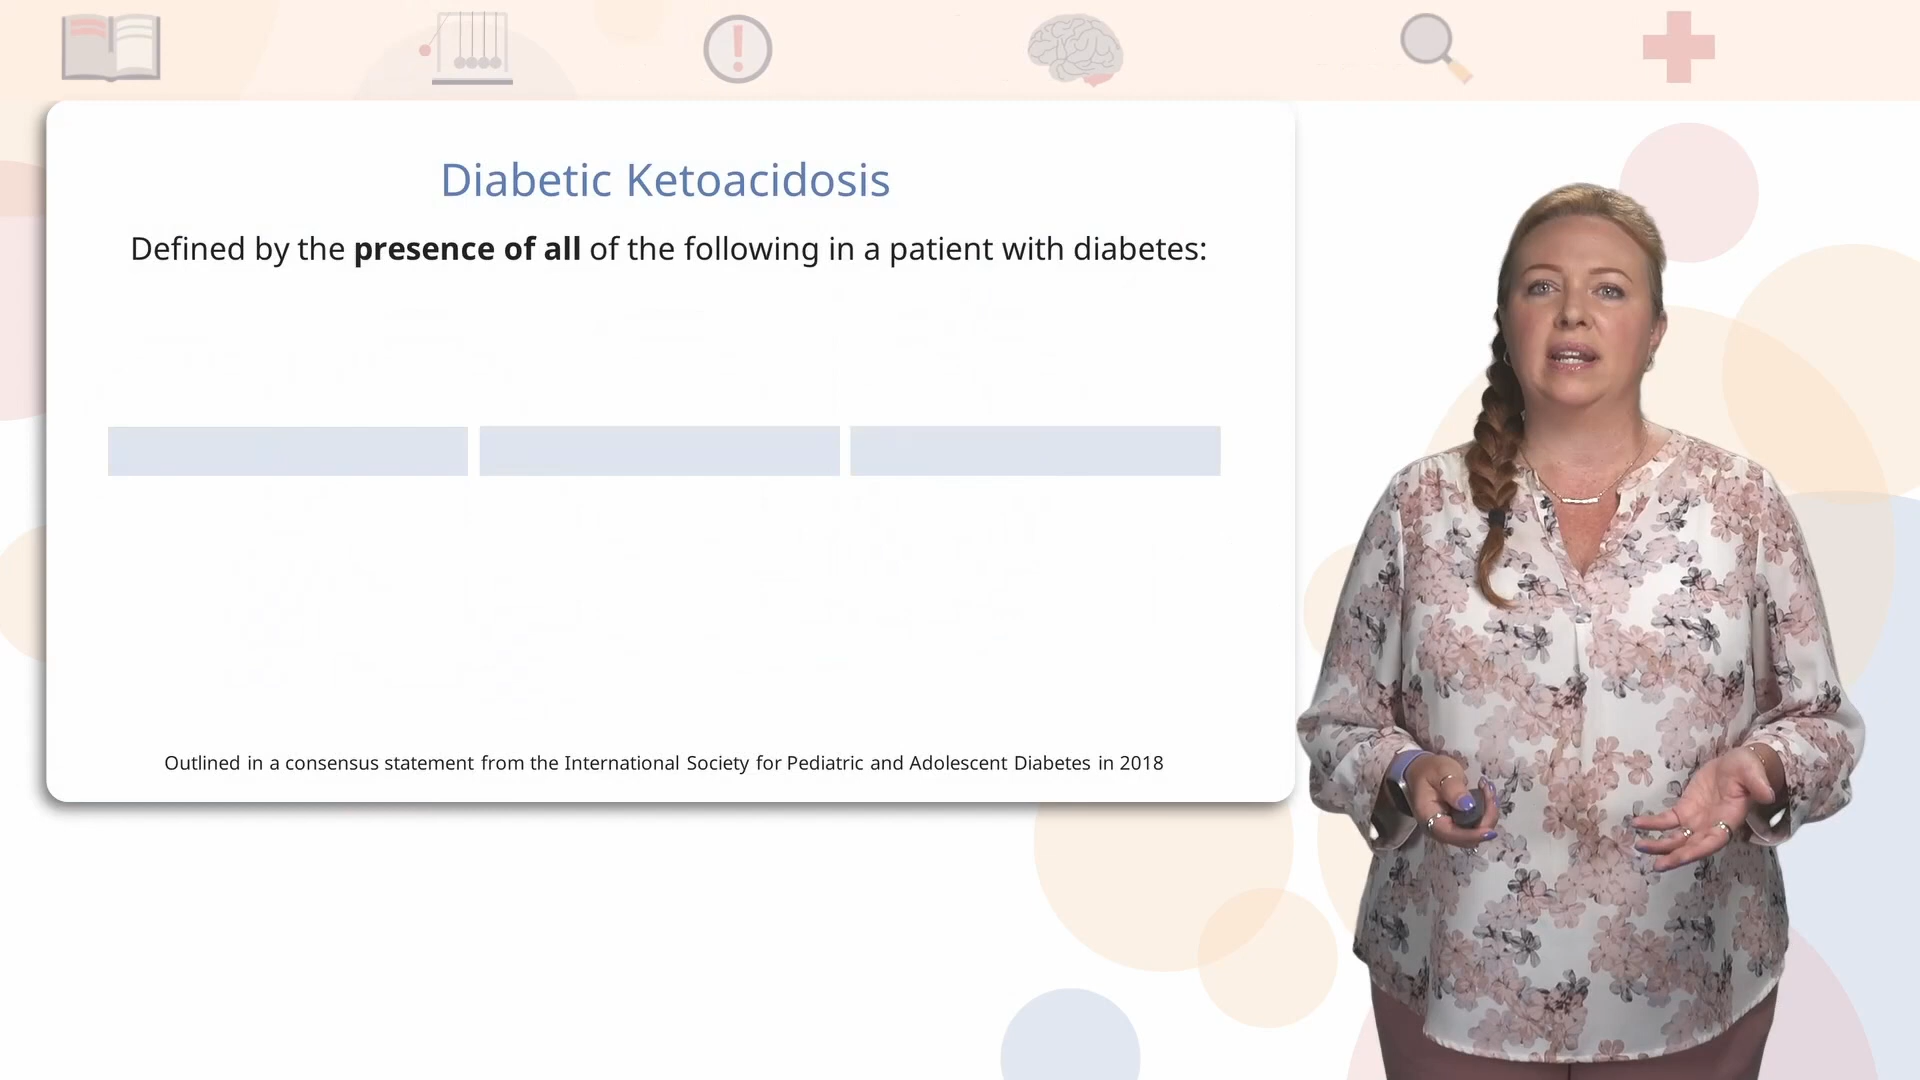 Diabetic Ketoacidosis
Defined by the presence of all of the following in a patient with diabetes:
Outlined in a consensus statement from the International Society for Pediatric and Adolescent Diabetes in 2018